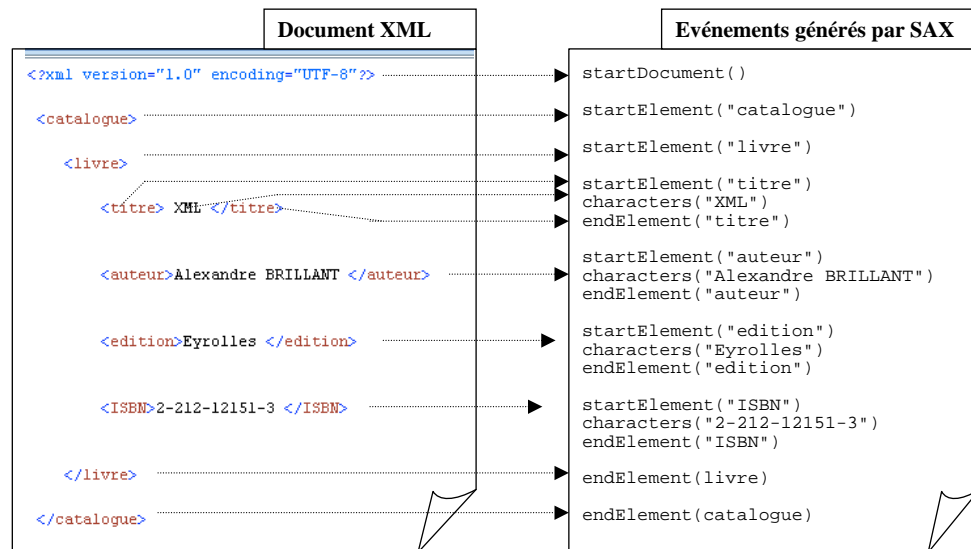 Document XML
<?xml version="1.0" encoding="UTF-8"?>
<catalogue>
<livre>
<titre> XML </titre>
<auteur>Alexandre BRILLANT </auteur>
<edition>Eyrolles </edition>
<ISBN>2-212-12151-3 </ISBN>
</livre>
</catalogue>
Evénements générés par SAX
startDocument()
startElement("catalogue")
startElement("livre")
startElement("titre")
characters("XML")
endElement("titre")
startElement("auteur")
characters("Alexandre BRILLANT")
endElement("auteur")
startElement("edition")
characters("Eyrolles")
endElement("edition")
startElement("ISBN")
characters("2-212-12151-3")
endElement("ISBN")
endElement(livre)
endElement(catalogue)